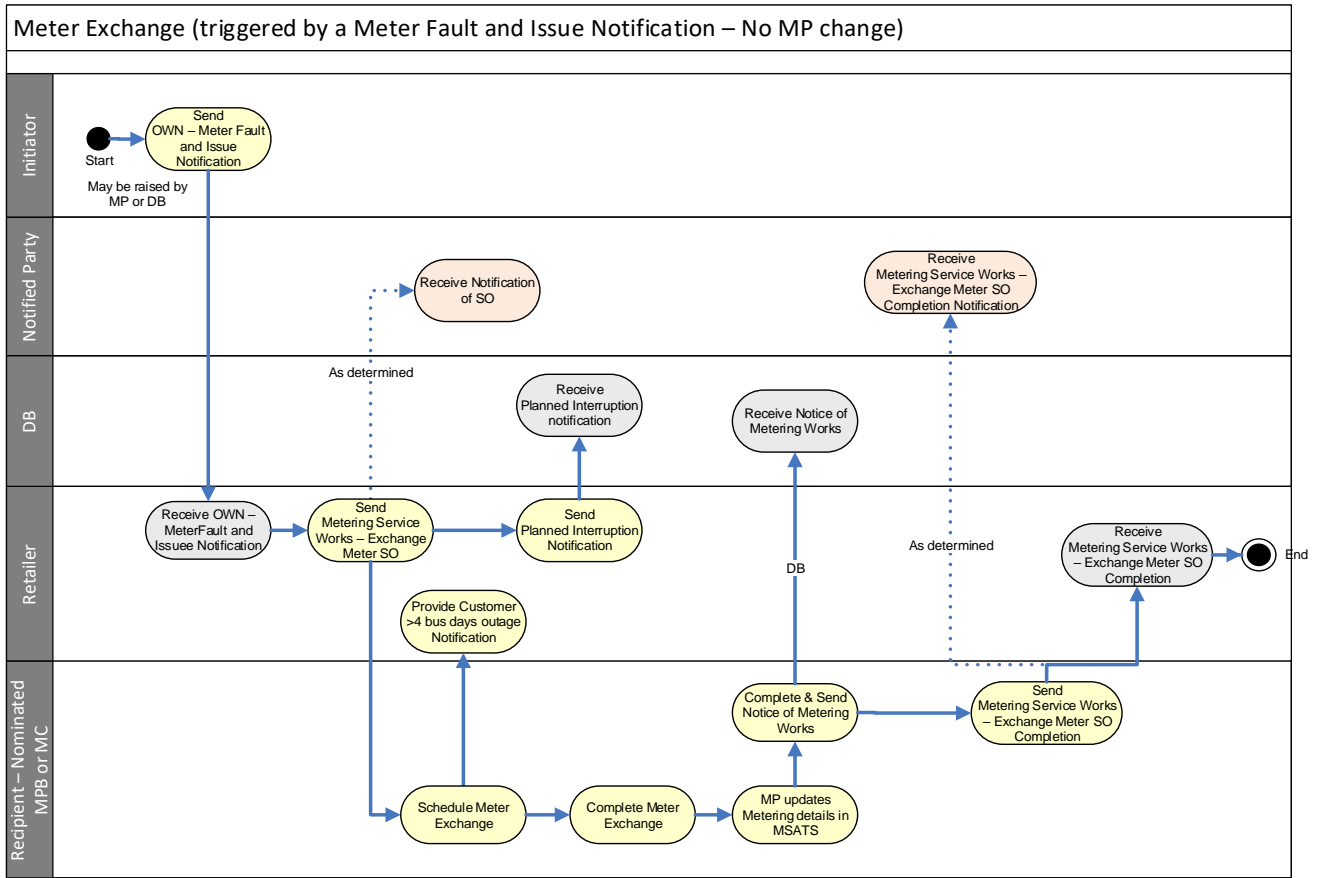 Meter Exchange (triggered by a Meter Fault and Issue Notification – No MP change)
Initiator
Start
Send
OWN – Meter Fault
and Issue
Notification
May be raised by
MP or DB
Notified Party
Receive Notification
of SO
Receive
Metering Service Works –
Exchange Meter SO
Completion Notification
As determined
DB
Receive
Planned Interruption
notification
Receive Notice of
Metering Works
Retailer
Receive OWN –
MeterFault and
Issuee Notification
Send
Metering Service
Works – Exchange
Meter SO
Send
Planned Interruption
Notification
As determined
DB
Receive
Metering Service Works
– Exchange Meter SO
Completion
End
Provide Customer
>4 bus days outage
Notification
Recipient – Nominated
MPB or MC
Complete & Send
Notice of Metering
Works
Send
Metering Service Works
– Exchange Meter SO
Completion
Schedule Meter
Exchange
Complete Meter
Exchange
MP updates
Metering details in
MSATS